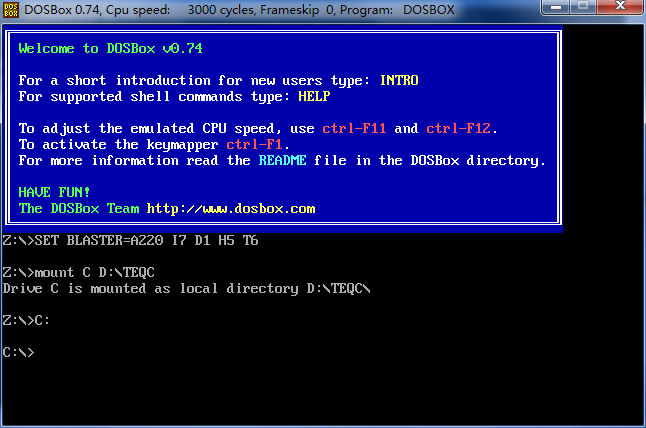 DOS
BOX
DOSBox 0.74, Cpu speed: 3000 cycles, Frameskip 0, Program: DOSBOX
Welcome to DOSBox v0.74
For a short introduction for new users type: INTRO
For supported shell commands type: HELP
To adjust the emulated CPU speed, use ctrl-F11 and ctrl-F12.
To activate the keymapper ctrl-F1.
For more information read the README file in the DOSBox directory.
HAVE FUN!
The DOSBox Team http://www.dosbox.com
Z:\>SET BLASTER=A220 I7 D1 H5 T6
Z:\>mount C D:\TEQC
Drive C is mounted as local directory D:\TEQC\
Z:\>C:
C:\>